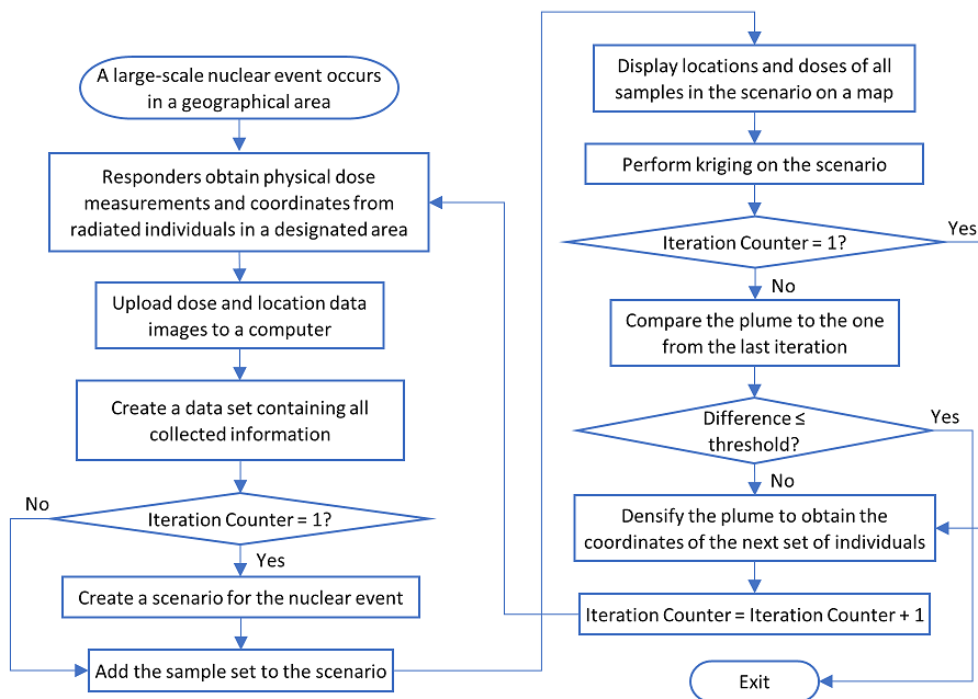 A large-scale nuclear event occurs
in a geographical area
Responders obtain physical dose
measurements and coordinates from
radiated individuals in a designated area
Upload dose and location data
images to a computer
Create a data set containing all
collected information
No
Iteration Counter = 1?
Yes
Create a scenario for the nuclear event
Add the sample set to the scenario
Display locations and doses of all
samples in the scenario on a map
Perform kriging on the scenario
Yes
Iteration Counter = 1?
No
Compare the plume to the one
from the last iteration
Yes
Difference ≤
threshold?
No
Densify the plume to obtain the
coordinates of the next set of individuals
Iteration Counter = Iteration Counter + 1
Exit